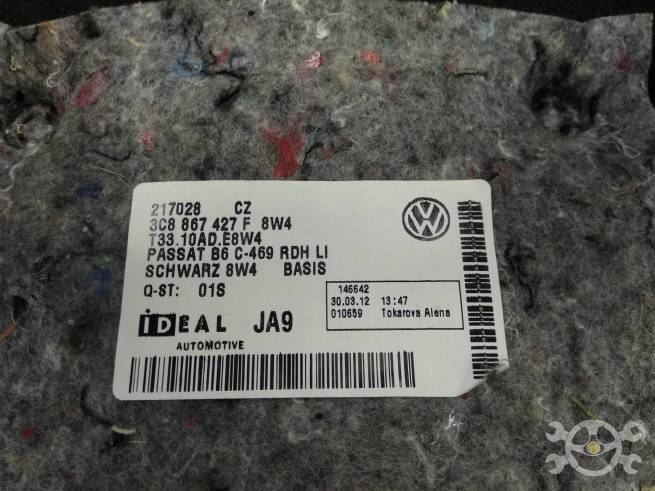 217028 CZ
3C8 867 427 F 8W4
T33.10AD.E8W4
PASSAT B6 C-469 RDH LI
SCHWARZ 8W4 BASIS
Q-ST: 01S
146642
30.03.12 13:47
010659 Tokarova Alena
IDEAL JA9
AUTOMOTIVE